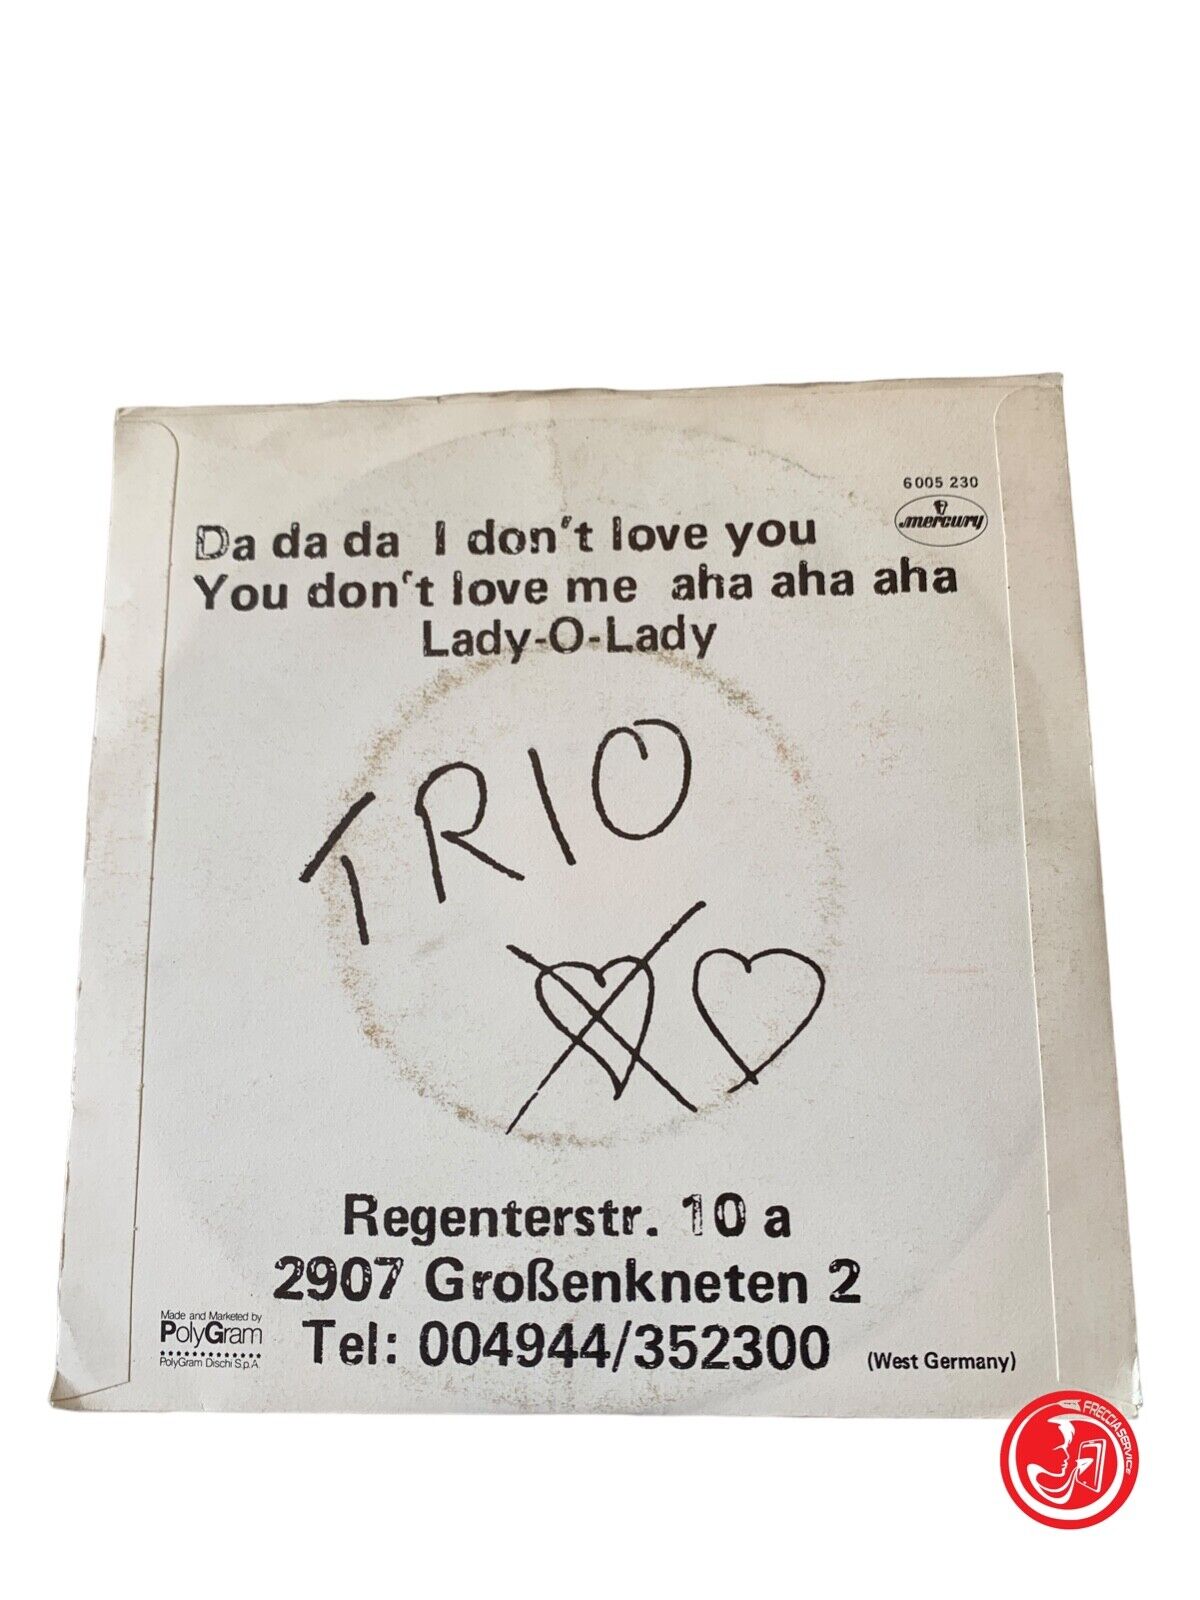 6005 230
mercury
Da da da I don't love you
You don't love me aha aha aha
Lady-O-Lady
TRIO
Regenterstr. 10 a
2907 Großenkneten 2
Tel: 004944/352300
(West Germany)
Made and Marketed by
PolyGram
PolyGram Dischi S.p.A.
FRECCIASERVICE